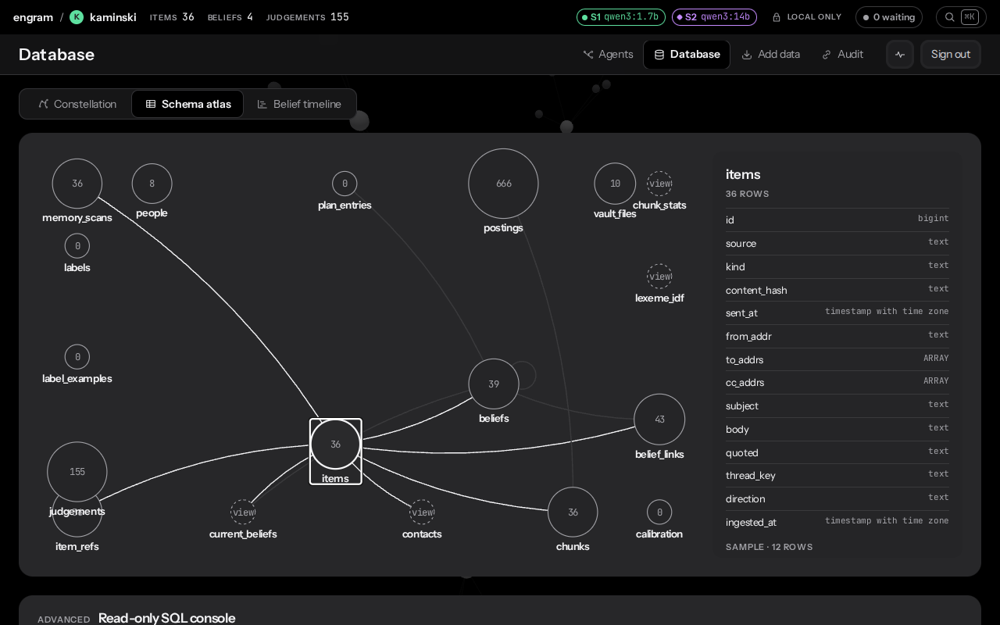 engram / K kaminski ITEMS 36 BELIEFS 4 JUDGEMENTS 155 S1 qwen3:1.7b S2 qwen3:14b LOCAL ONLY 0 waiting ⌘K
Database Agents Database Add data Audit Sign out
Constellation Schema atlas Belief timeline
36
memory_scans
8
people
0
plan_entries
666
postings
10
vault_files
view
chunk_stats
0
labels
view
lexeme_idf
0
label_examples
39
beliefs
43
belief_links
36
items
155
judgements
item_refs
view
current_beliefs
view
contacts
36
chunks
0
calibration
items
36 ROWS
id bigint
source text
kind text
content_hash text
sent_at timestamp with time zone
from_addr text
to_addrs ARRAY
cc_addrs ARRAY
subject text
body text
quoted text
thread_key text
direction text
ingested_at timestamp with time zone
SAMPLE · 12 ROWS
ADVANCED Read-only SQL console